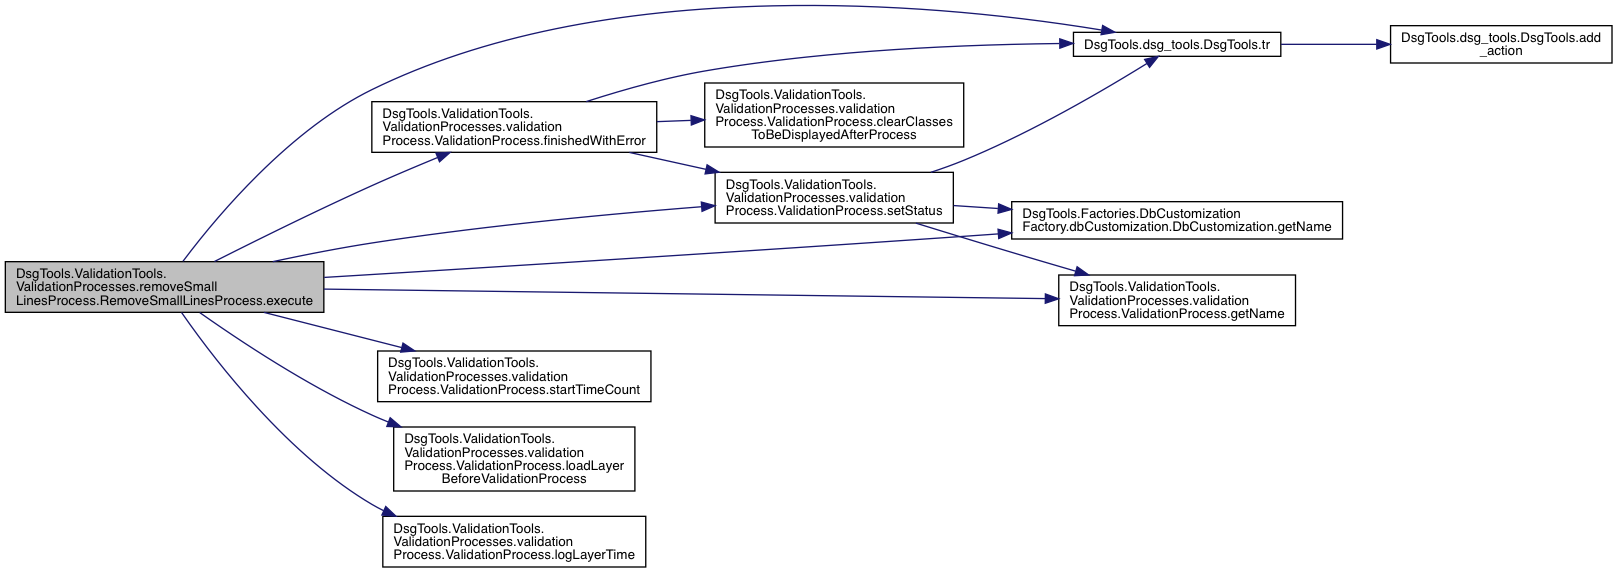 DsgTools.ValidationTools.
ValidationProcesses.removeSmall
LinesProcess.RemoveSmallLinesProcess.execute
DsgTools.ValidationTools.
ValidationProcesses.validation
Process.ValidationProcess.finishedWithError
DsgTools.ValidationTools.
ValidationProcesses.validation
Process.ValidationProcess.startTimeCount
DsgTools.ValidationTools.
ValidationProcesses.validation
Process.ValidationProcess.loadLayer
BeforeValidationProcess
DsgTools.ValidationTools.
ValidationProcesses.validation
Process.ValidationProcess.logLayerTime
DsgTools.ValidationTools.
ValidationProcesses.validation
Process.ValidationProcess.clearClasses
ToBeDisplayedAfterProcess
DsgTools.ValidationTools.
ValidationProcesses.validation
Process.ValidationProcess.setStatus
DsgTools.dsg_tools.DsgTools.tr
DsgTools.Factories.DbCustomization
Factory.dbCustomization.DbCustomization.getName
DsgTools.ValidationTools.
ValidationProcesses.validation
Process.ValidationProcess.getName
DsgTools.dsg_tools.DsgTools.add
_action